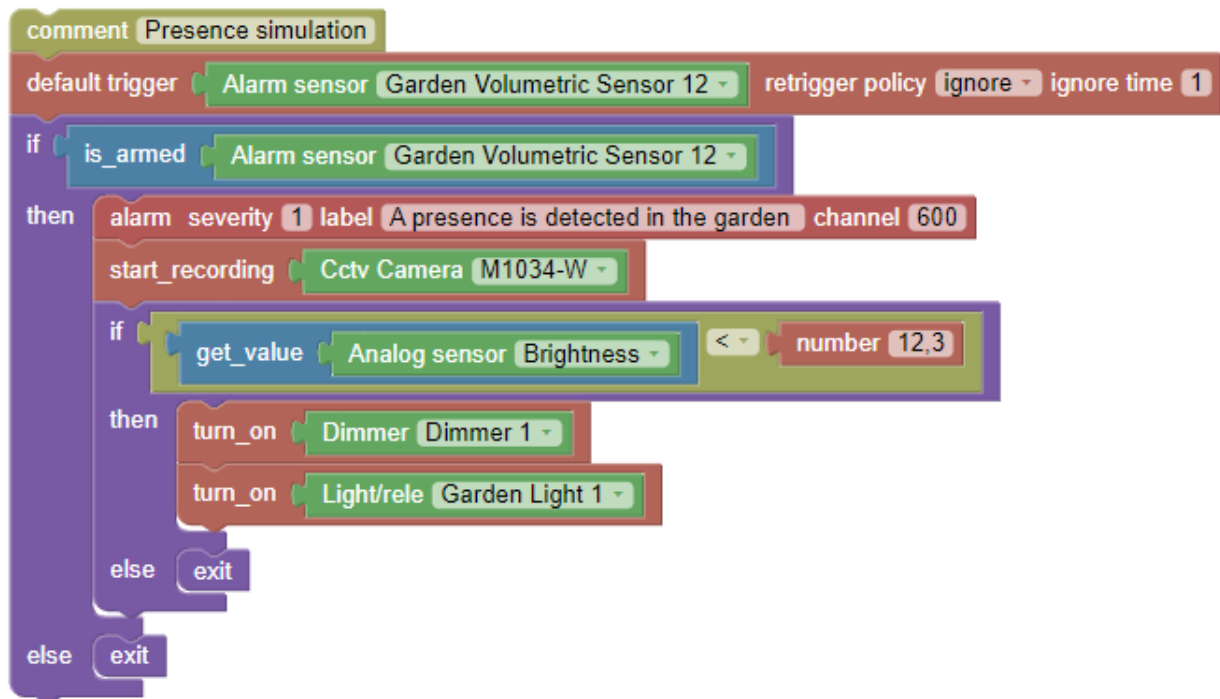 comment Presence simulation
default trigger Alarm sensor Garden Volumetric Sensor 12 retrigger policy ignore ignore time 1
if is_armed Alarm sensor Garden Volumetric Sensor 12
then alarm severity 1 label A presence is detected in the garden channel 600
start_recording Cctv Camera M1034-W
if get_value Analog sensor Brightness < number 12,3
then turn_on Dimmer Dimmer 1
turn_on Light/rele Garden Light 1
else exit
else exit